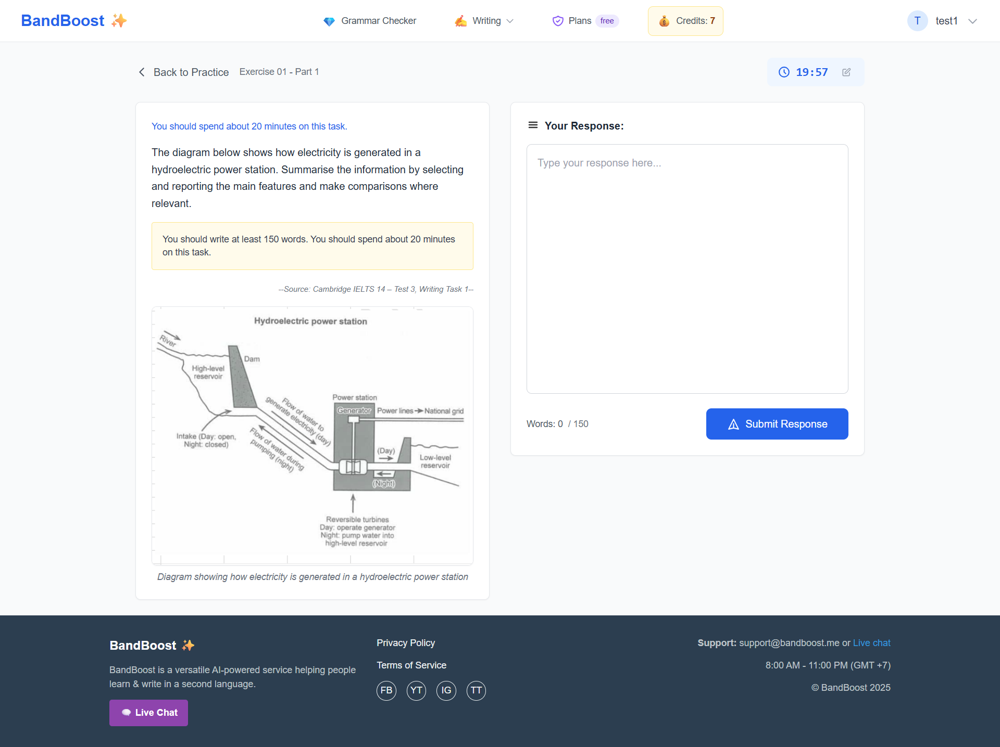 BandBoost ✨
Grammar Checker
Writing
Plans free
Credits: 7
T test1
Back to Practice
Exercise 01 - Part 1
19:57
You should spend about 20 minutes on this task.
The diagram below shows how electricity is generated in a
hydroelectric power station. Summarise the information by selecting
and reporting the main features and make comparisons where
relevant.
You should write at least 150 words. You should spend about 20 minutes
on this task.
--Source: Cambridge IELTS 14 – Test 3, Writing Task 1--
Hydroelectric power station
River
Dam
High-level
reservoir
Intake (Day: open,
Night: closed)
Flow of water to
generate electricity (day)
Flow of water during
pumping (night)
Power station
Generator
Power lines
National grid
(Day)
(Night)
Low-level
reservoir
Reversible turbines
Day: operate generator
Night: pump water into
high-level reservoir
Diagram showing how electricity is generated in a hydroelectric power station
Your Response:
Type your response here...
Words: 0 / 150
Submit Response
BandBoost ✨
BandBoost is a versatile AI-powered service helping people
learn & write in a second language.
Live Chat
Privacy Policy
Terms of Service
FB YT IG TT
Support: support@bandboost.me or Live chat
8:00 AM - 11:00 PM (GMT +7)
© BandBoost 2025